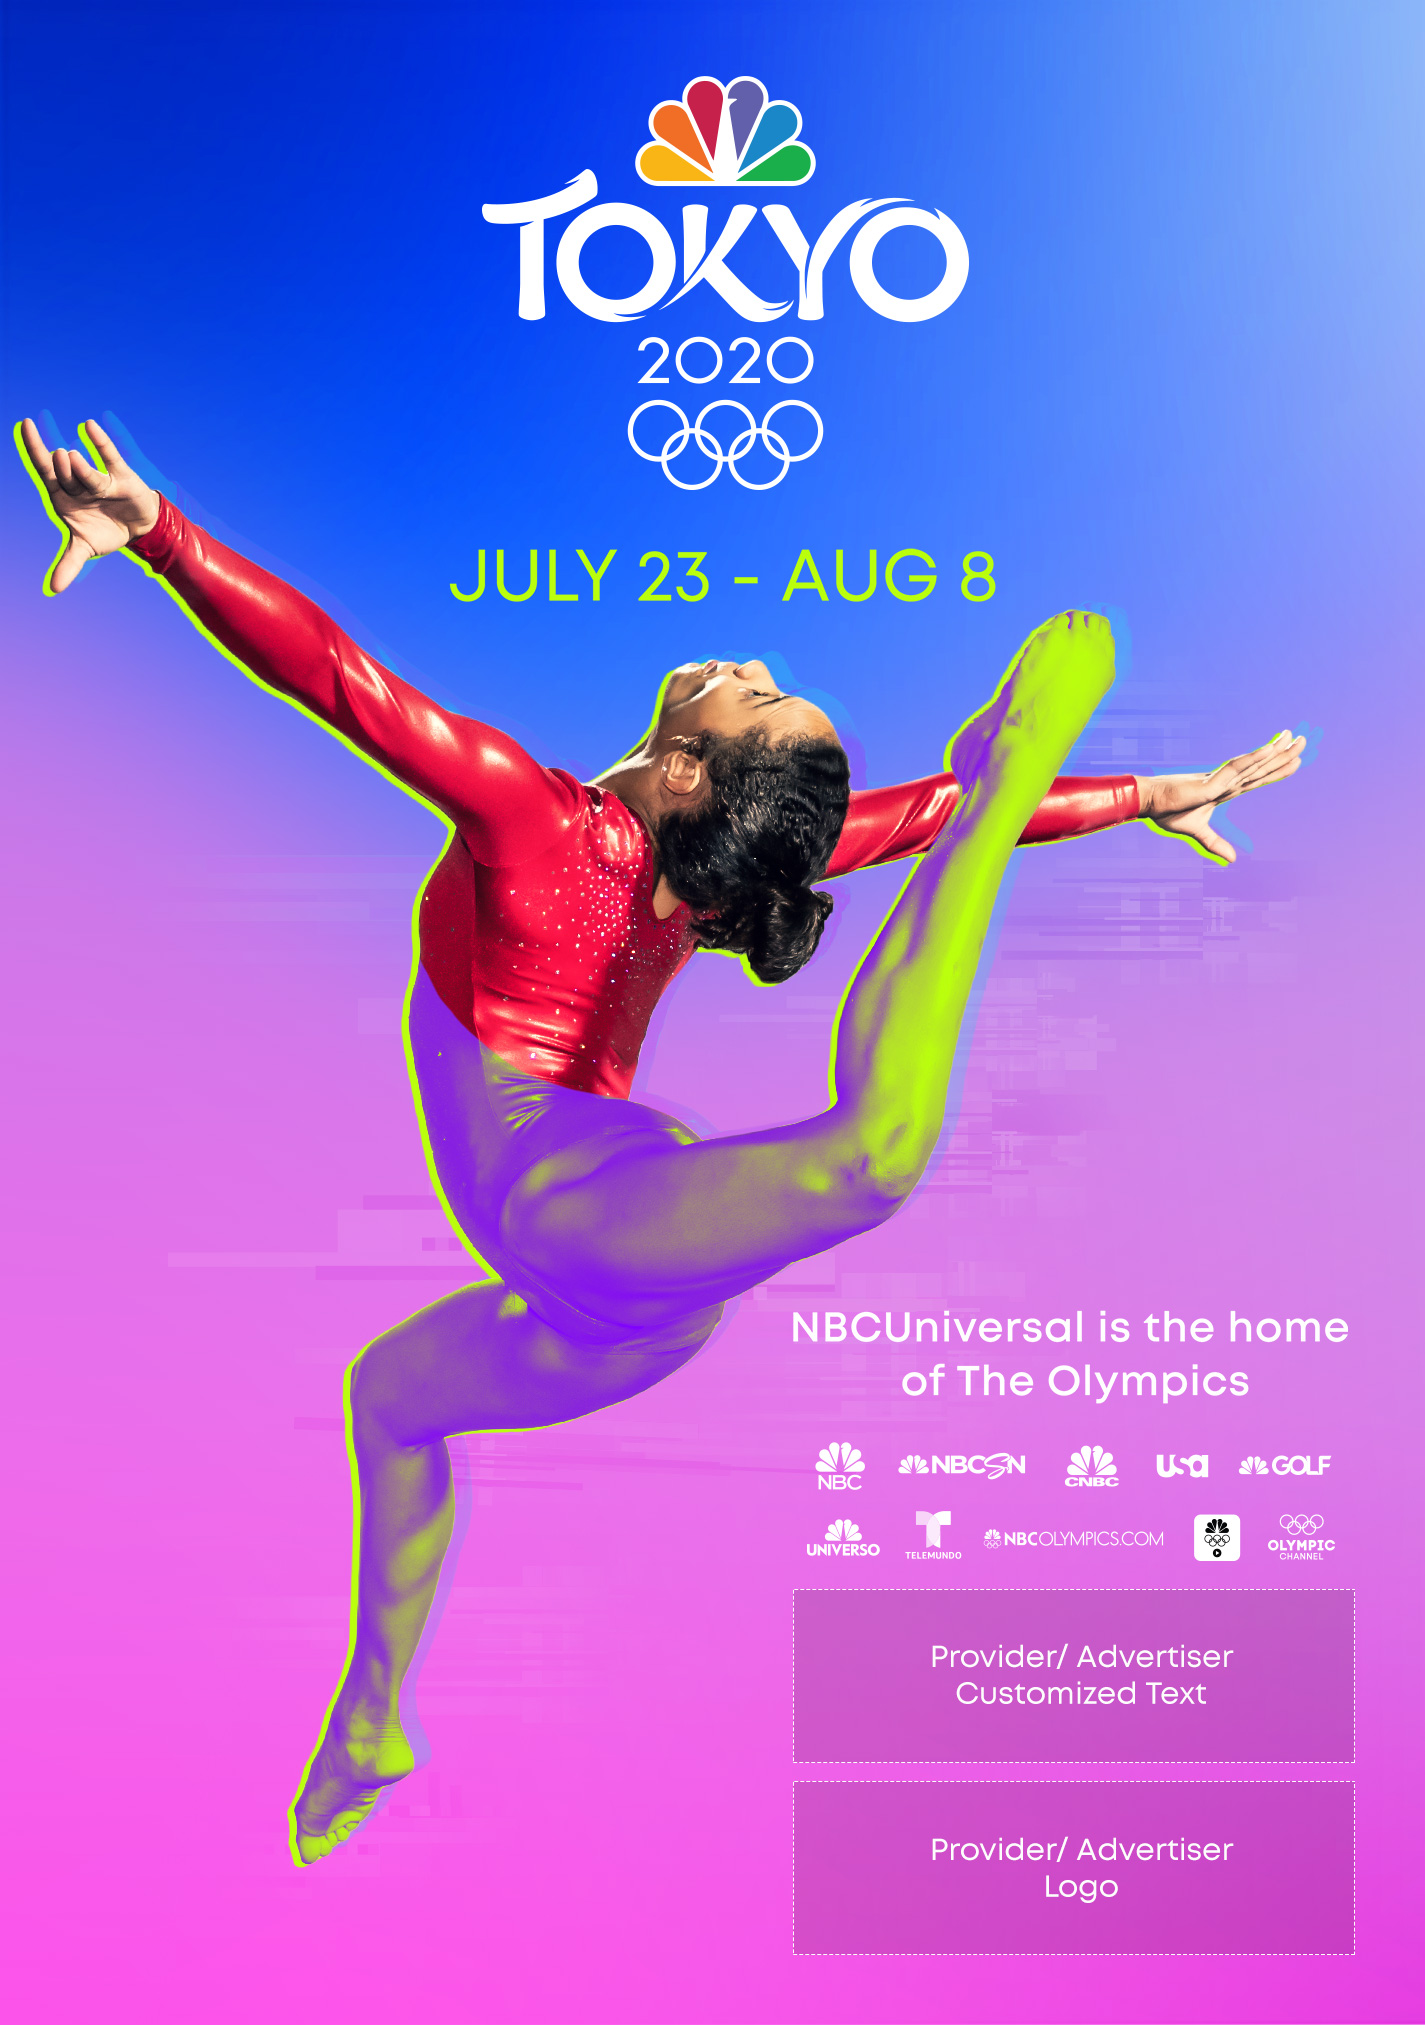 TOKYO
2020
JULY 23 - AUG 8
NBCUniversal is the home
of The Olympics
NBC NBCSN CNBC USA GOLF
UNIVERSO TELEMUNDO NBCOLYMPICS.COM OLYMPIC CHANNEL
Provider/ Advertiser
Customized Text
Provider/ Advertiser
Logo